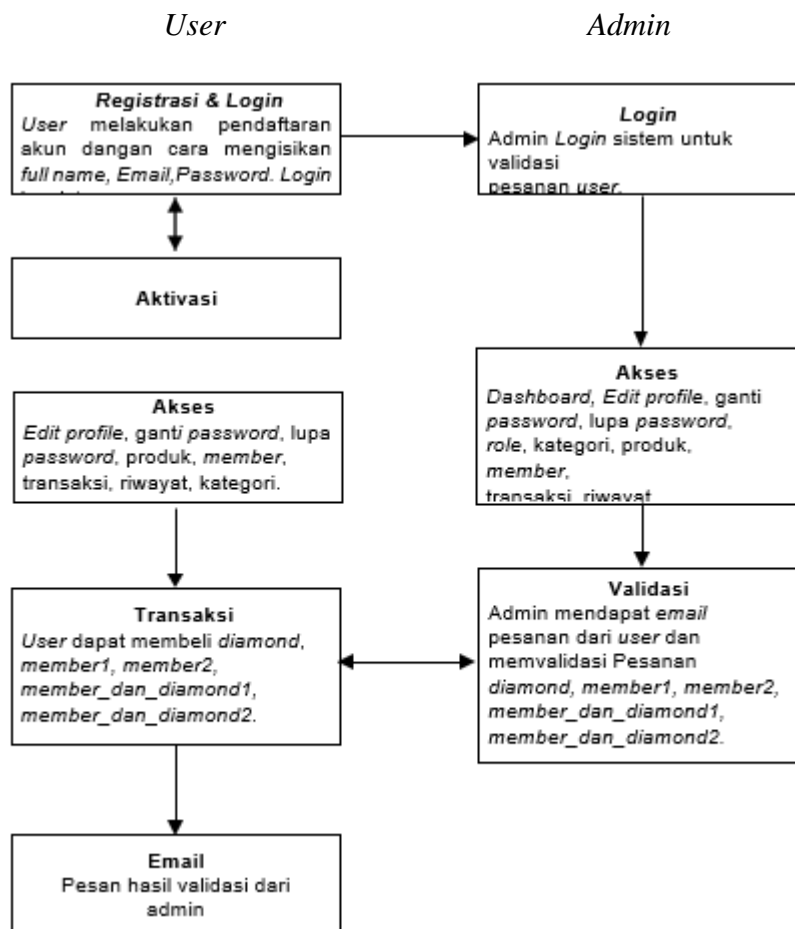 User
Admin
Registrasi & Login
User melakukan pendaftaran
akun dangan cara mengisikan
full name, Email,Password. Login
Login
Admin Login sistem untuk
validasi
pesanan user.
Aktivasi
Akses
Edit profile, ganti password, lupa
password, produk, member,
transaksi, riwayat, kategori.
Akses
Dashboard, Edit profile, ganti
password, lupa password,
role, kategori, produk,
member,
transaksi, riwayat
Transaksi
User dapat membeli diamond,
member1, member2,
member_dan_diamond1,
member_dan_diamond2.
Validasi
Admin mendapat email
pesanan dari user dan
memvalidasi Pesanan
diamond, member1, member2,
member_dan_diamond1,
member_dan_diamond2.
Email
Pesan hasil validasi dari
admin